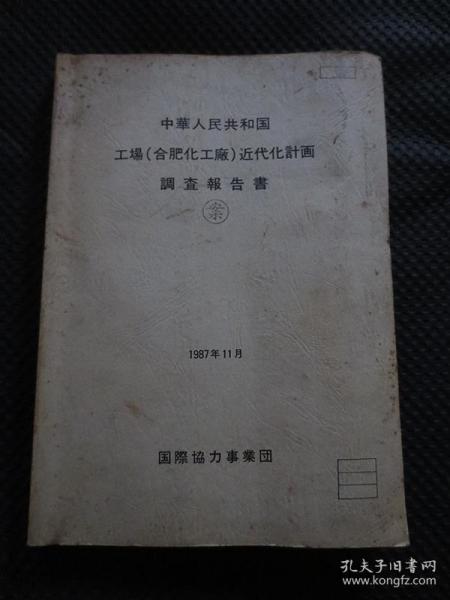 中華人民共和国
工場(合肥化工廠)近代化計画
調査報告書
案
1987年11月
国際協力事業団
孔夫子旧书网
www.kongfz.com